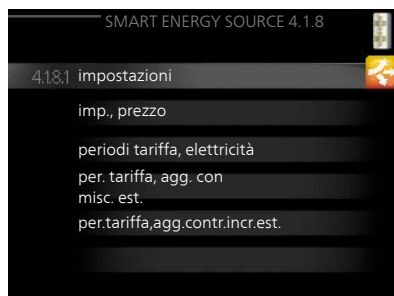 SMART ENERGY SOURCE 4.1.8
4.1.8.1 impostazioni
imp., prezzo
periodi tariffa, elettricità
per. tariffa, agg. con
misc. est.
per.tariffa,agg.contr.incr.est.